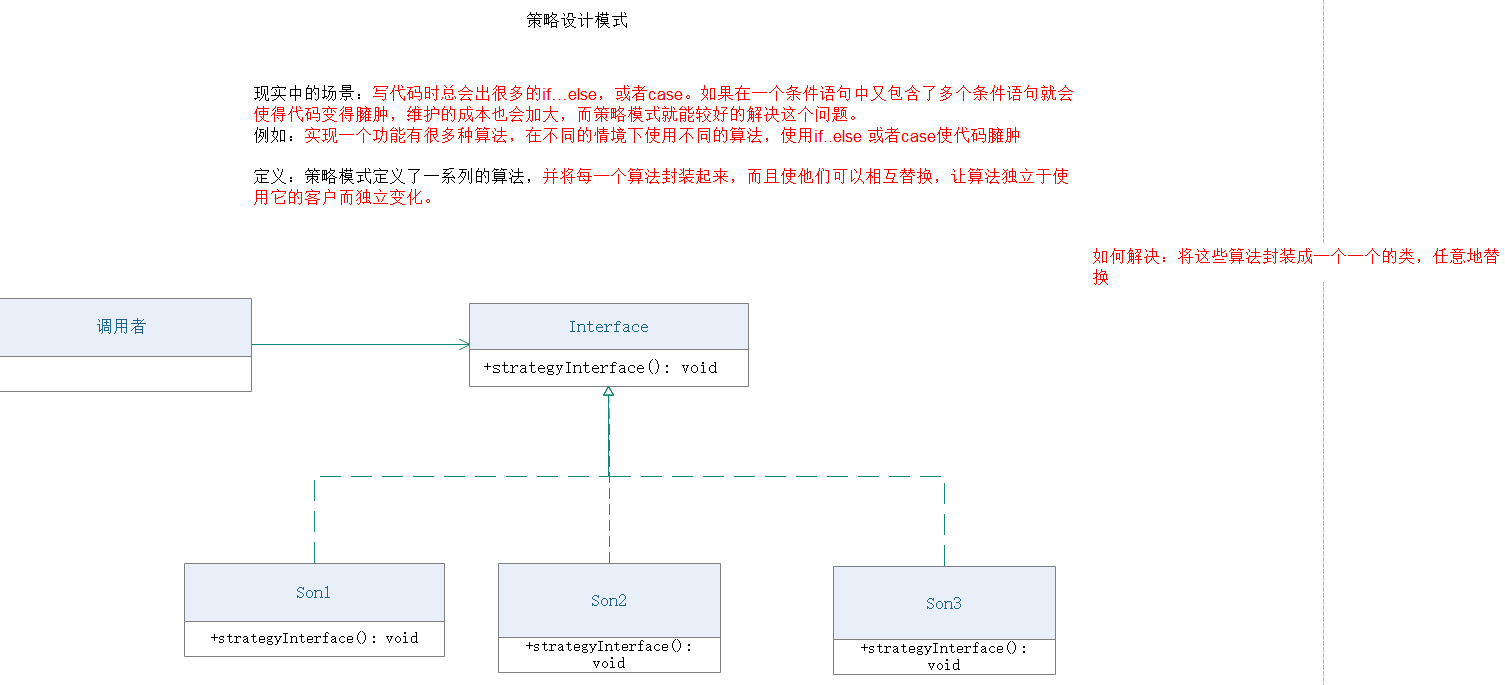 策略设计模式
现实中的场景：写代码时总会出很多的if...else，或者case。如果在一个条件语句中又包含了多个条件语句就会
使得代码变得臃肿，维护的成本也会加大，而策略模式就能较好的解决这个问题。
例如：实现一个功能有很多种算法，在不同的情境下使用不同的算法，使用if..else 或者case使代码臃肿
定义：策略模式定义了一系列的算法，并将每一个算法封装起来，而且使他们可以相互替换，让算法独立于使
用它的客户而独立变化。
如何解决：将这些算法封装成一个一个的类，任意地替
换
调用者
Interface
+strategyInterface(): void
Son1
+strategyInterface(): void
Son2
+strategyInterface():
void
Son3
+strategyInterface():
void